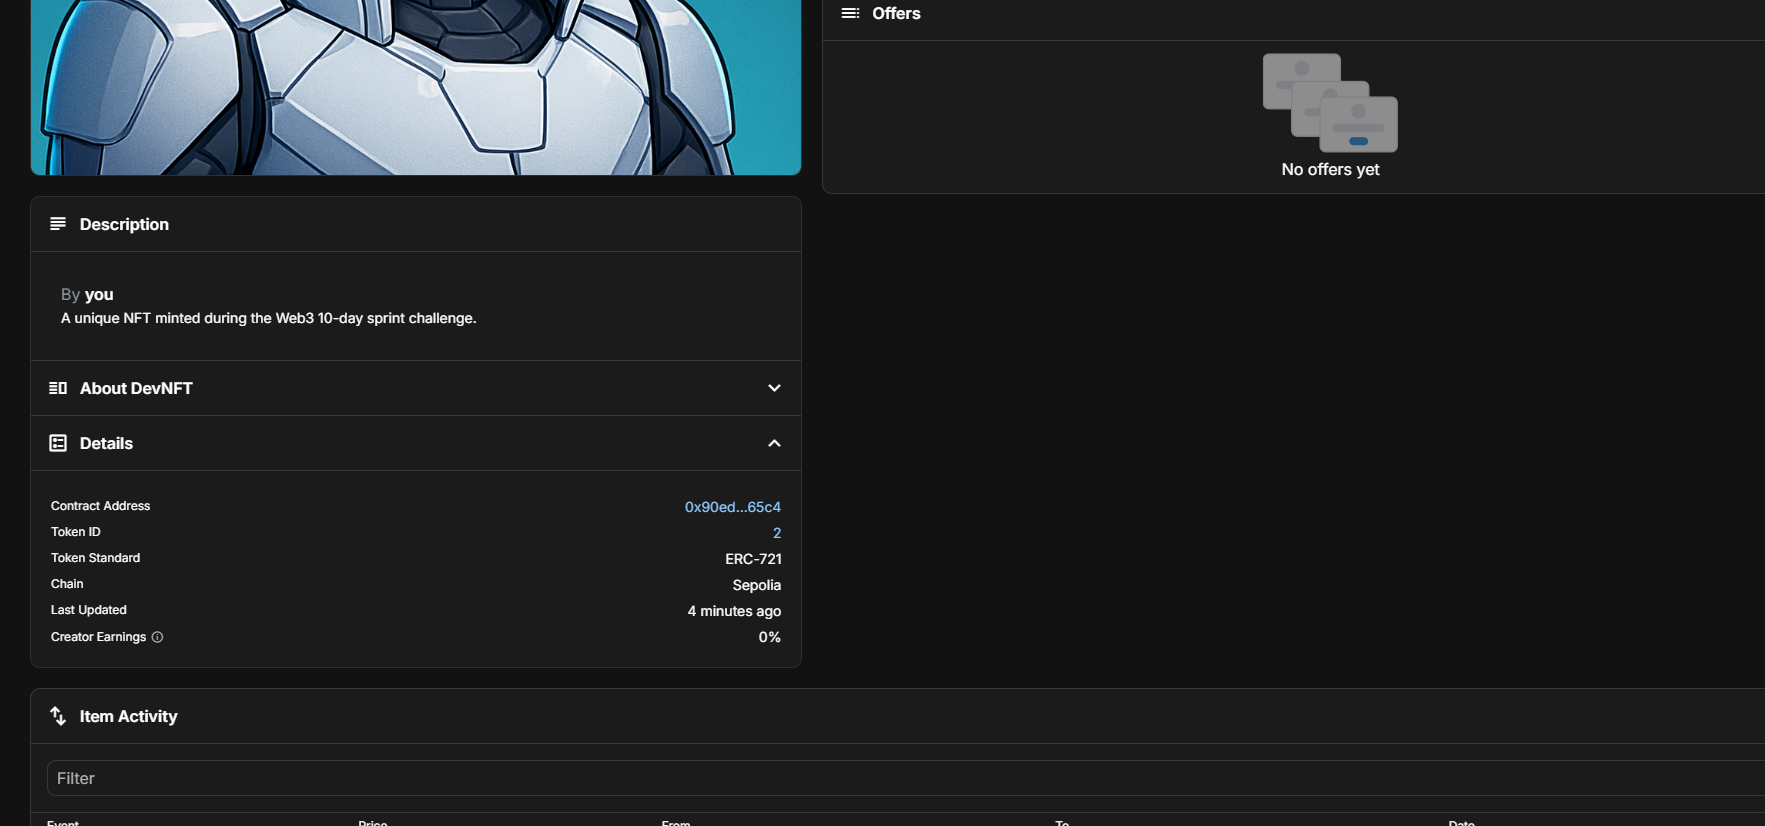 Offers
No offers yet
Description
By you
A unique NFT minted during the Web3 10-day sprint challenge.
About DevNFT
Details
Contract Address 0x90ed...65c4
Token ID 2
Token Standard ERC-721
Chain Sepolia
Last Updated 4 minutes ago
Creator Earnings 0%
Item Activity
Filter
Event Price From To Date